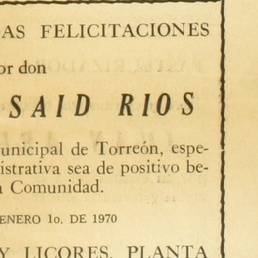 AS FELICITACIONES
or don
SAID RIOS
unicipal de Torreón, espe-
istrativa sea de positivo be-
a Comunidad.
ENERO 1o. DE 1970
Y LICORES, PLANTA